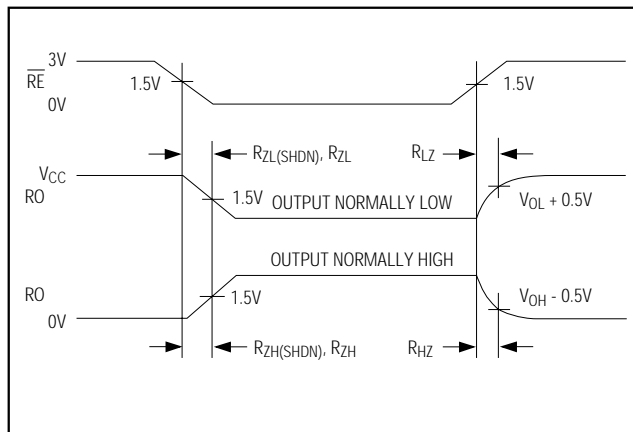 3V
RE
1.5V
1.5V
0V
RZL(SHDN), RZL
RLZ
VCC
RO
1.5V
OUTPUT NORMALLY LOW
VOL + 0.5V
OUTPUT NORMALLY HIGH
RO
1.5V
VOH - 0.5V
0V
RZH(SHDN), RZH
RHZ